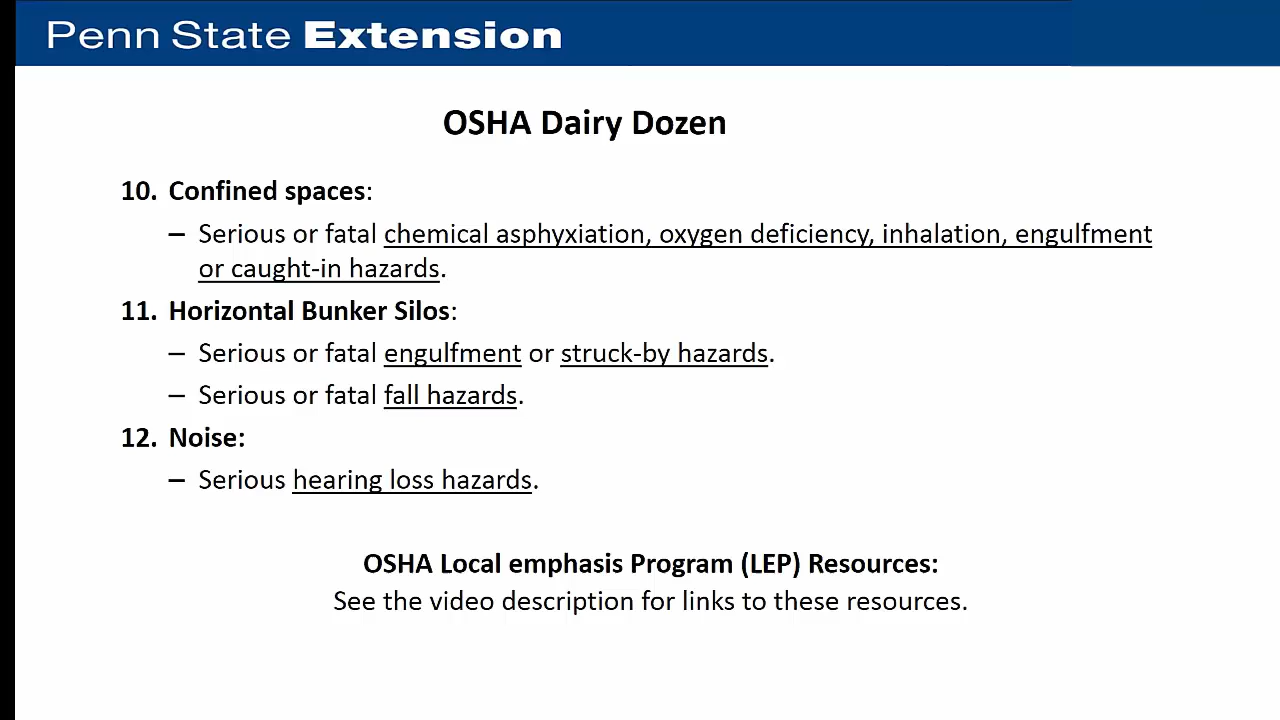 Penn State Extension
OSHA Dairy Dozen
10. Confined spaces:
– Serious or fatal chemical asphyxiation, oxygen deficiency, inhalation, engulfment
or caught-in hazards.
11. Horizontal Bunker Silos:
– Serious or fatal engulfment or struck-by hazards.
– Serious or fatal fall hazards.
12. Noise:
– Serious hearing loss hazards.
OSHA Local emphasis Program (LEP) Resources:
See the video description for links to these resources.